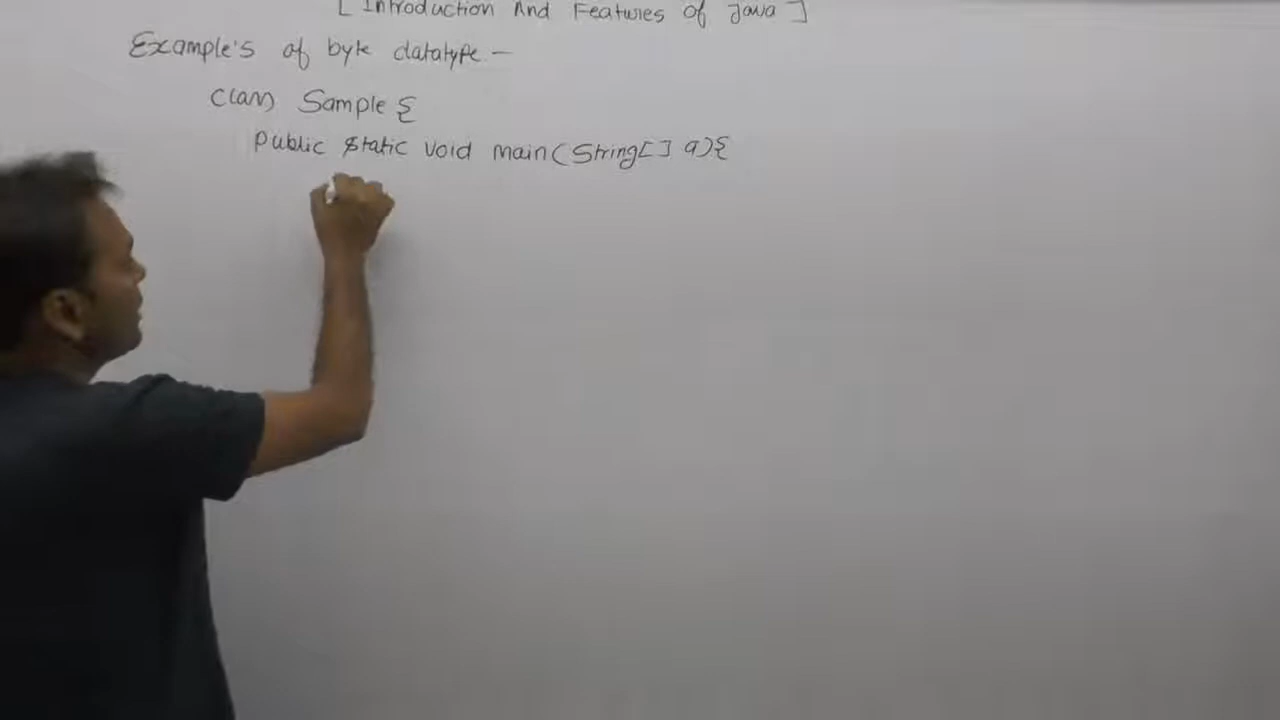 [ Introduction And Features of Java ]
Example's of byte datatype -
class Sample {
public static void main(String[] a){